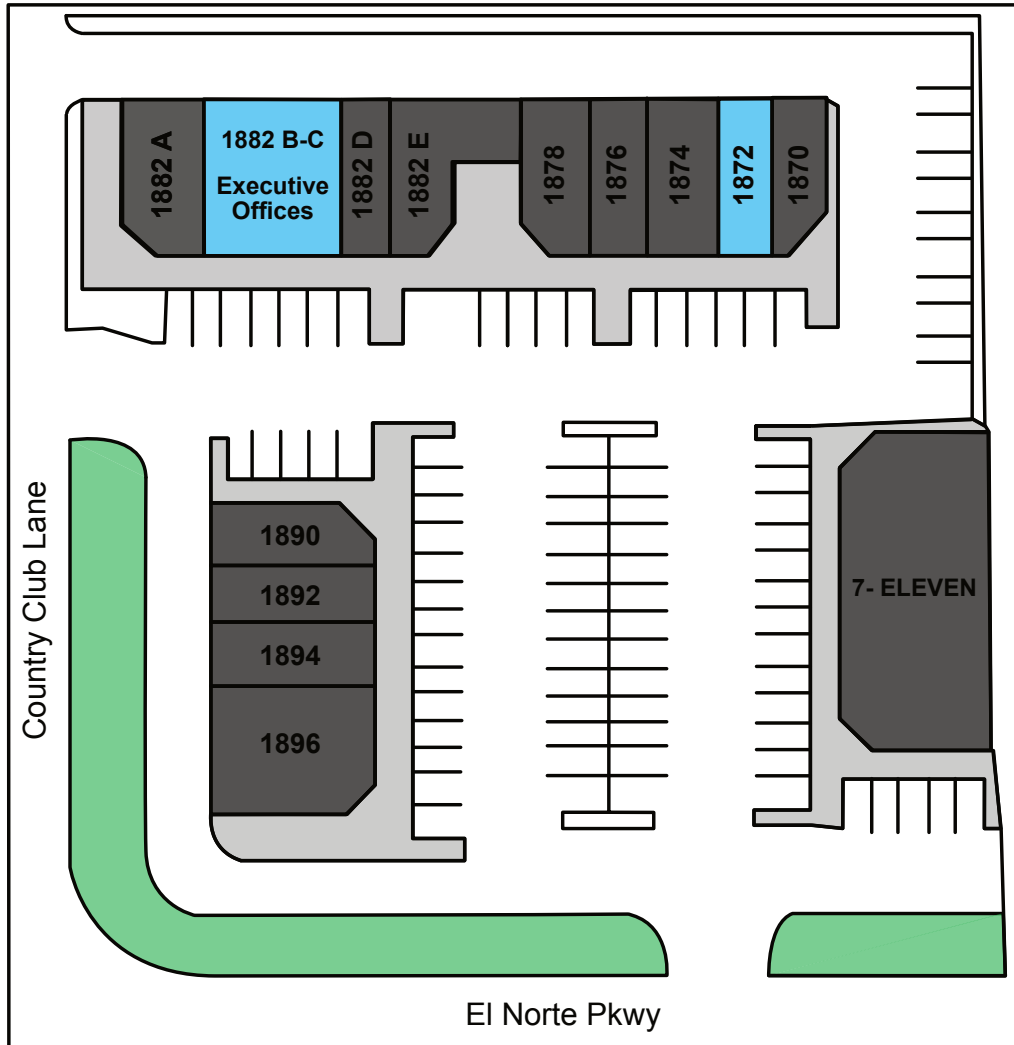 1882 A
1882 B-C
Executive
Offices
1882 D
1882 E
1878
1876
1874
1872
1870
1890
1892
1894
1896
7- ELEVEN
Country Club Lane
El Norte Pkwy